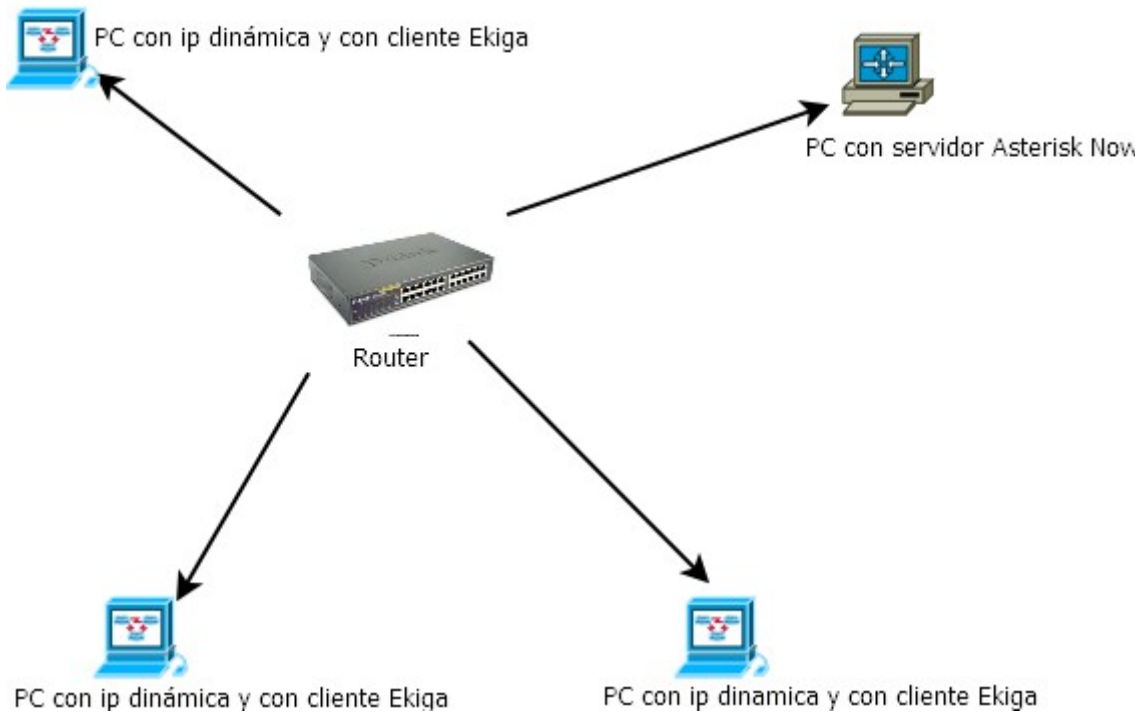 PC con ip dinámica y con cliente Ekiga
PC con servidor Asterisk Now
D-Link
Router
PC con ip dinámica y con cliente Ekiga
PC con ip dinamica y con cliente Ekiga